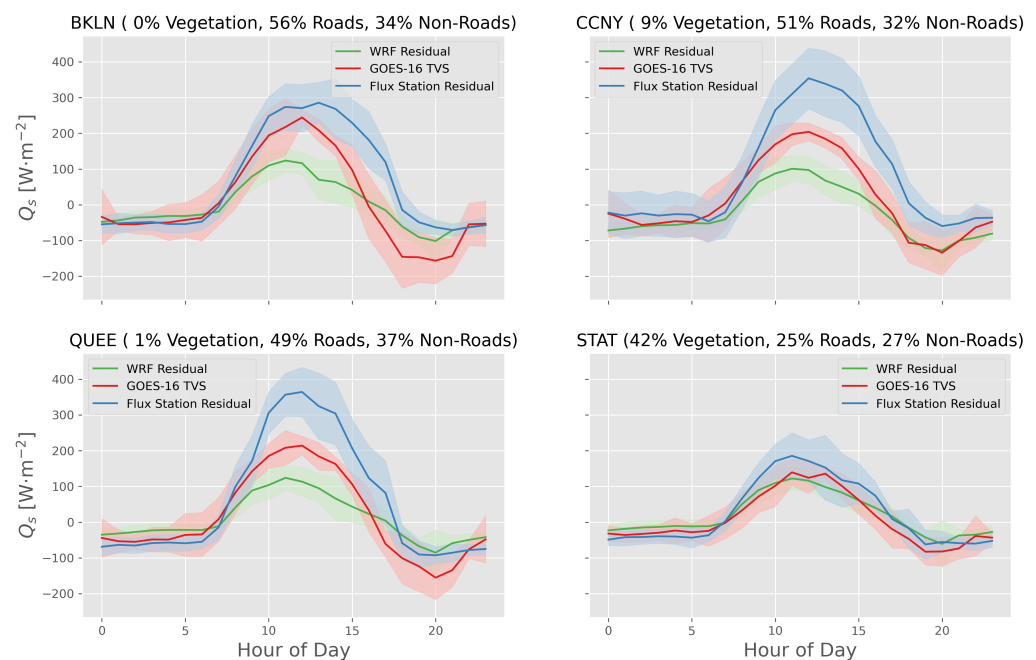 BKLN ( 0% Vegetation, 56% Roads, 34% Non-Roads)
WRF Residual
GOES-16 TVS
Flux Station Residual
400
300
200
100
0
−100
−200
Qₛ [W·m⁻²]
CCNY ( 9% Vegetation, 51% Roads, 32% Non-Roads)
WRF Residual
GOES-16 TVS
Flux Station Residual
QUEE ( 1% Vegetation, 49% Roads, 37% Non-Roads)
WRF Residual
GOES-16 TVS
Flux Station Residual
400
300
200
100
0
−100
−200
Qₛ [W·m⁻²]
0 5 10 15 20
Hour of Day
STAT (42% Vegetation, 25% Roads, 27% Non-Roads)
WRF Residual
GOES-16 TVS
Flux Station Residual
0 5 10 15 20
Hour of Day